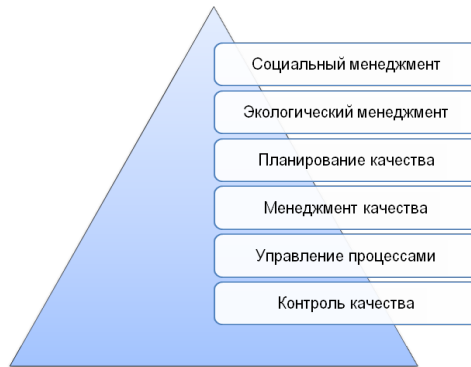 Социальный менеджмент
Экологический менеджмент
Планирование качества
Менеджмент качества
Управление процессами
Контроль качества